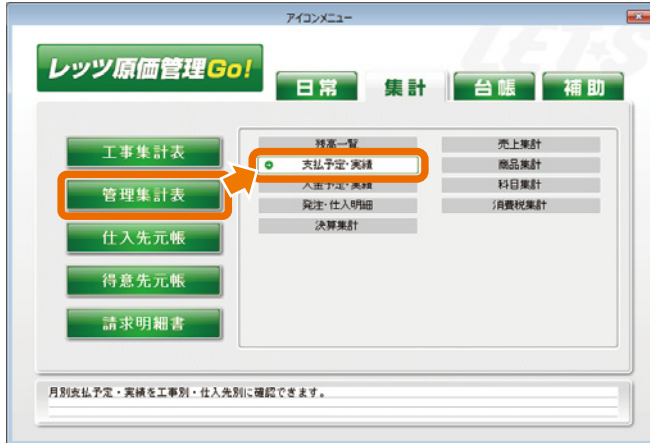 アイコンメニュー
LET'S
レッツ原価管理Go!
日常 集計 台帳 補助
工事集計表
管理集計表
仕入先元帳
得意先元帳
請求明細書
残高一覧
支払予定・実績
入金予定・実績
発注・仕入明細
決算集計
売上集計
商品集計
科目集計
消費税集計
月別支払予定・実績を工事別・仕入先別に確認できます。